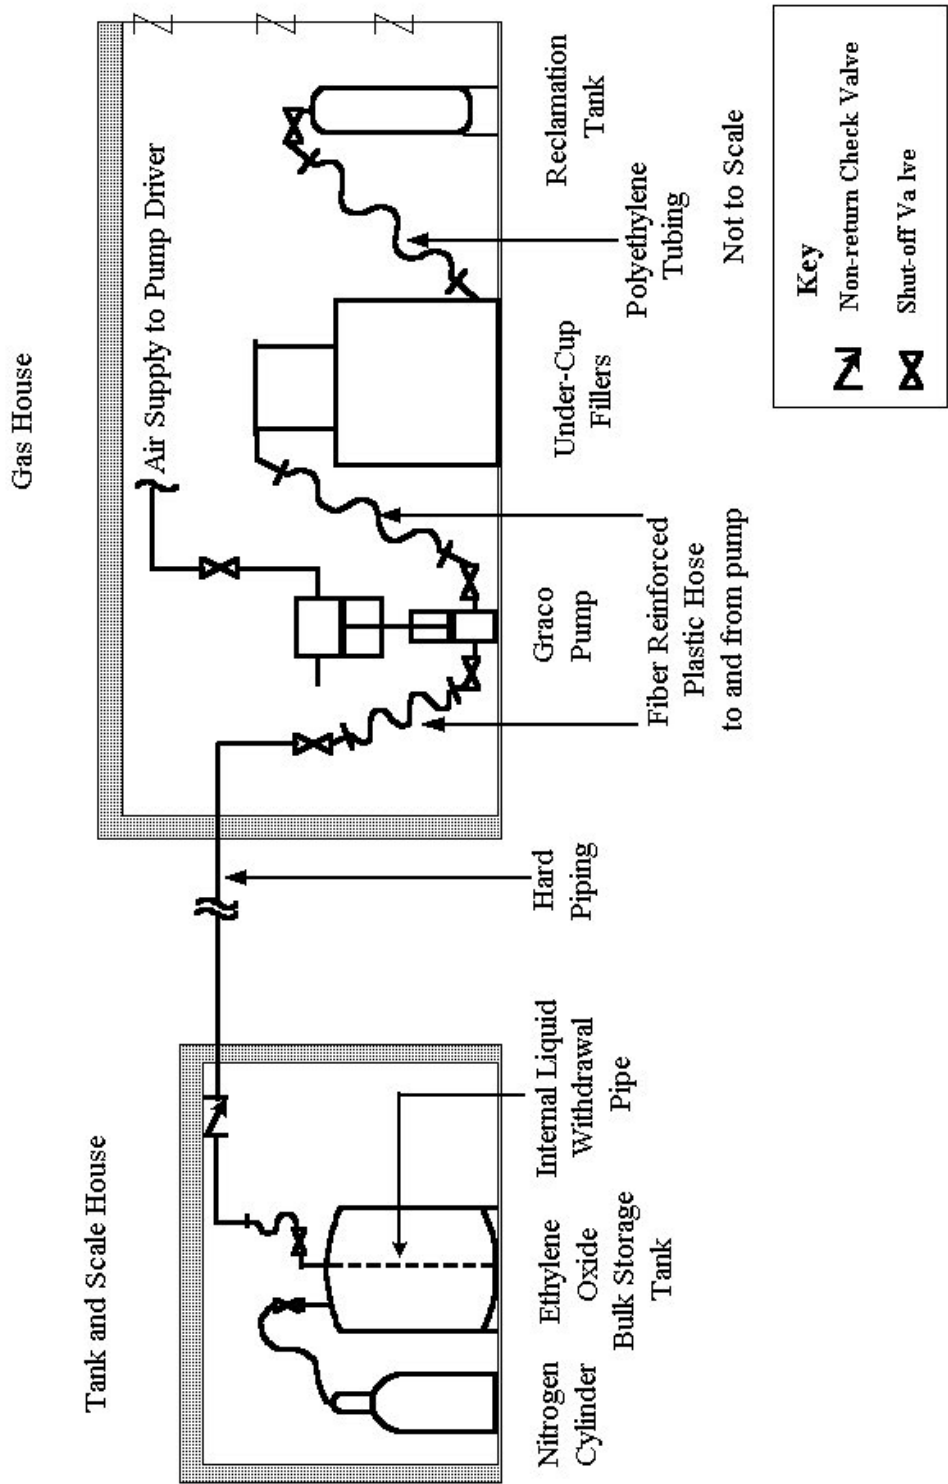 Tank and Scale House
Gas House
Air Supply to Pump Driver
Nitrogen
Cylinder
Ethylene
Oxide
Bulk Storage
Tank
Internal Liquid
Withdrawal
Pipe
Hard
Piping
Graco
Pump
Fiber Reinforced
Plastic Hose
to and from pump
Under-Cup
Fillers
Polyethylene
Tubing
Reclamation
Tank
Not to Scale
Key
Non-return Check Valve
Shut-off Va lve